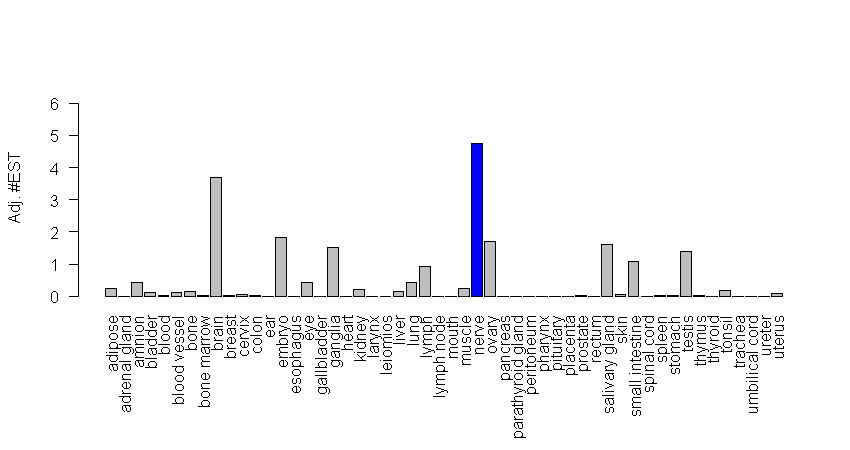 6
5
4
3
2
1
0
Adj. #EST
adipose
adrenal gland
amnion
bladder
blood
blood vessel
bone
bone marrow
brain
breast
cervix
colon
ear
embryo
esophagus
eye
gallbladder
ganglia
heart
kidney
larynx
leiomios
liver
lung
lymph
lymph node
mouth
muscle
nerve
ovary
pancreas
parathyroid gland
peritoneum
pharynx
pituitary
placenta
prostate
rectum
salivary gland
skin
small intestine
spinal cord
spleen
stomach
testis
thymus
thyroid
tonsil
trachea
umbilical cord
ureter
uterus